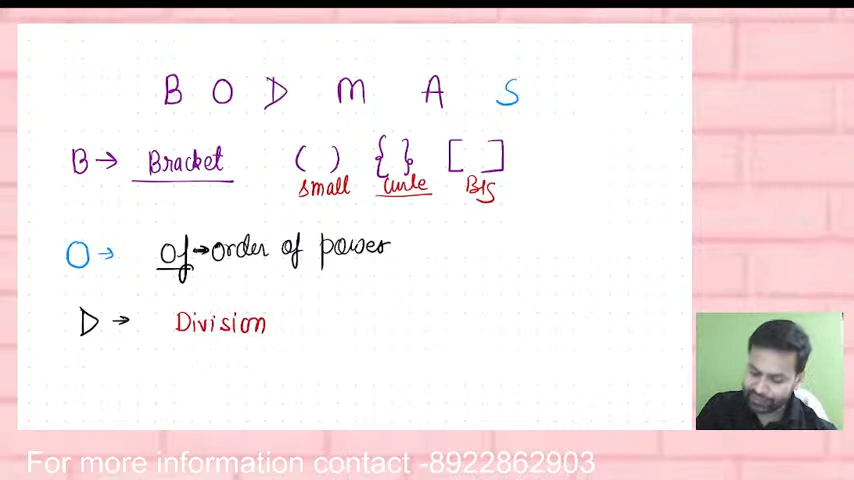 B O D M A S
B → Bracket ( ) { } [ ]
small curle BIG
O → Of → order of power
D → Division
For more information contact -8922862903